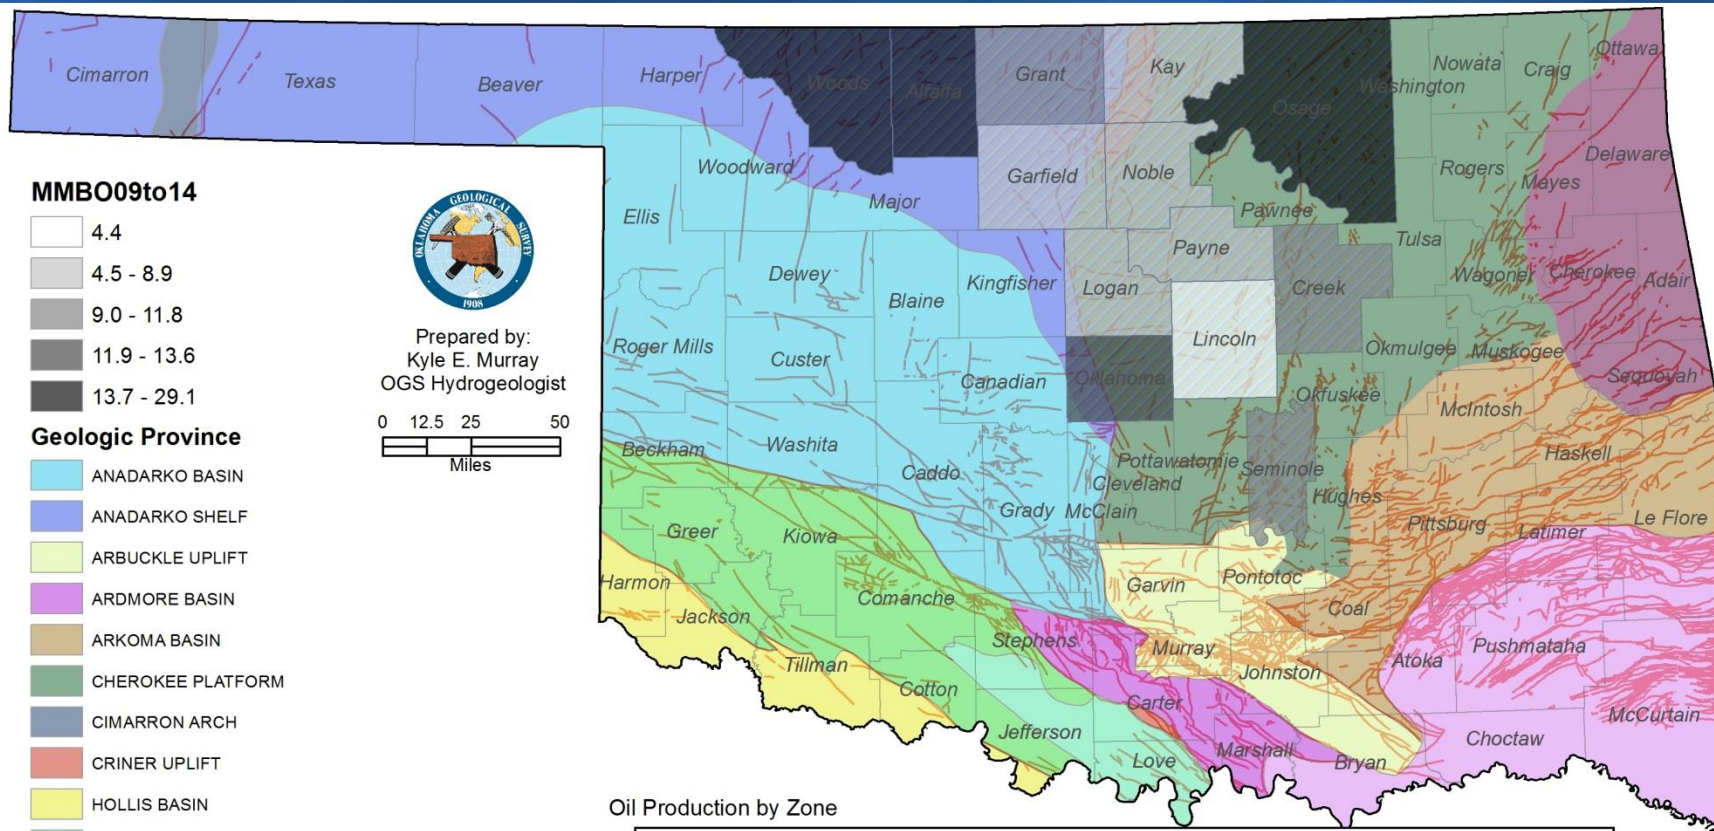 Cimarron
Texas
Beaver
Harper
Woods
Alfalfa
Grant
Kay
Osage
Washington
Nowata
Craig
Ottawa
Woodward
Ellis
Major
Garfield
Noble
Pawnee
Rogers
Mayes
Delaware
Dewey
Blaine
Kingfisher
Logan
Payne
Creek
Tulsa
Wagoner
Cherokee
Adair
Roger Mills
Custer
Canadian
Oklahoma
Lincoln
Okfuskee
Okmulgee
Muskogee
Sequoyah
McIntosh
Haskell
Beckham
Washita
Caddo
Grady
McClain
Cleveland
Pottawatomie
Seminole
Hughes
Pittsburg
Latimer
Le Flore
Greer
Kiowa
Harmon
Jackson
Comanche
Stephens
Garvin
Pontotoc
Coal
Murray
Johnston
Atoka
Pushmataha
McCurtain
Tillman
Cotton
Jefferson
Carter
Love
Marshall
Bryan
Choctaw
MMBO09to14
4.4
4.5 - 8.9
9.0 - 11.8
11.9 - 13.6
13.7 - 29.1
OKLAHOMA GEOLOGICAL SURVEY
1908
Prepared by:
Kyle E. Murray
OGS Hydrogeologist
0 12.5 25 50
Miles
Geologic Province
ANADARKO BASIN
ANADARKO SHELF
ARBUCKLE UPLIFT
ARDMORE BASIN
ARKOMA BASIN
CHEROKEE PLATFORM
CIMARRON ARCH
CRINER UPLIFT
HOLLIS BASIN
Oil Production by Zone